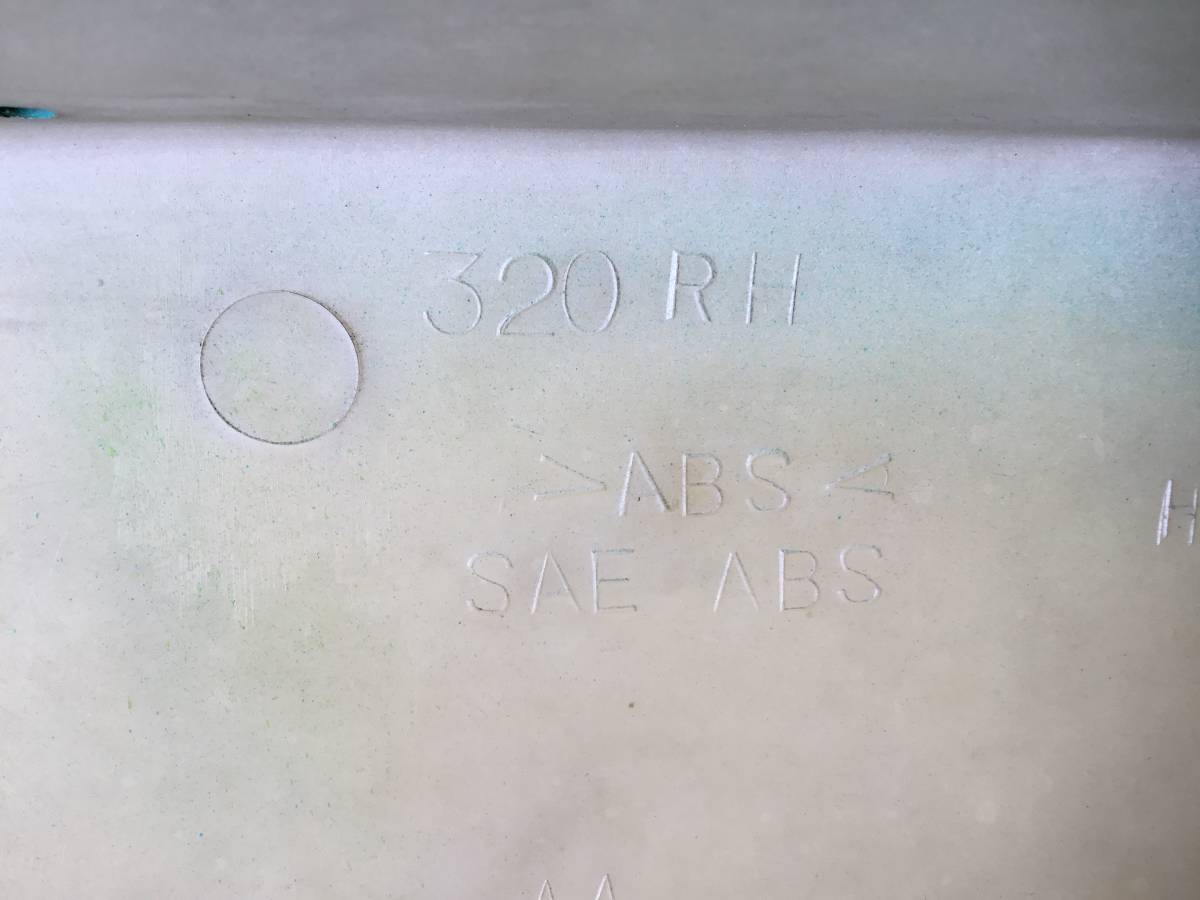 320 RH
>ABS<
SAE ABS
H